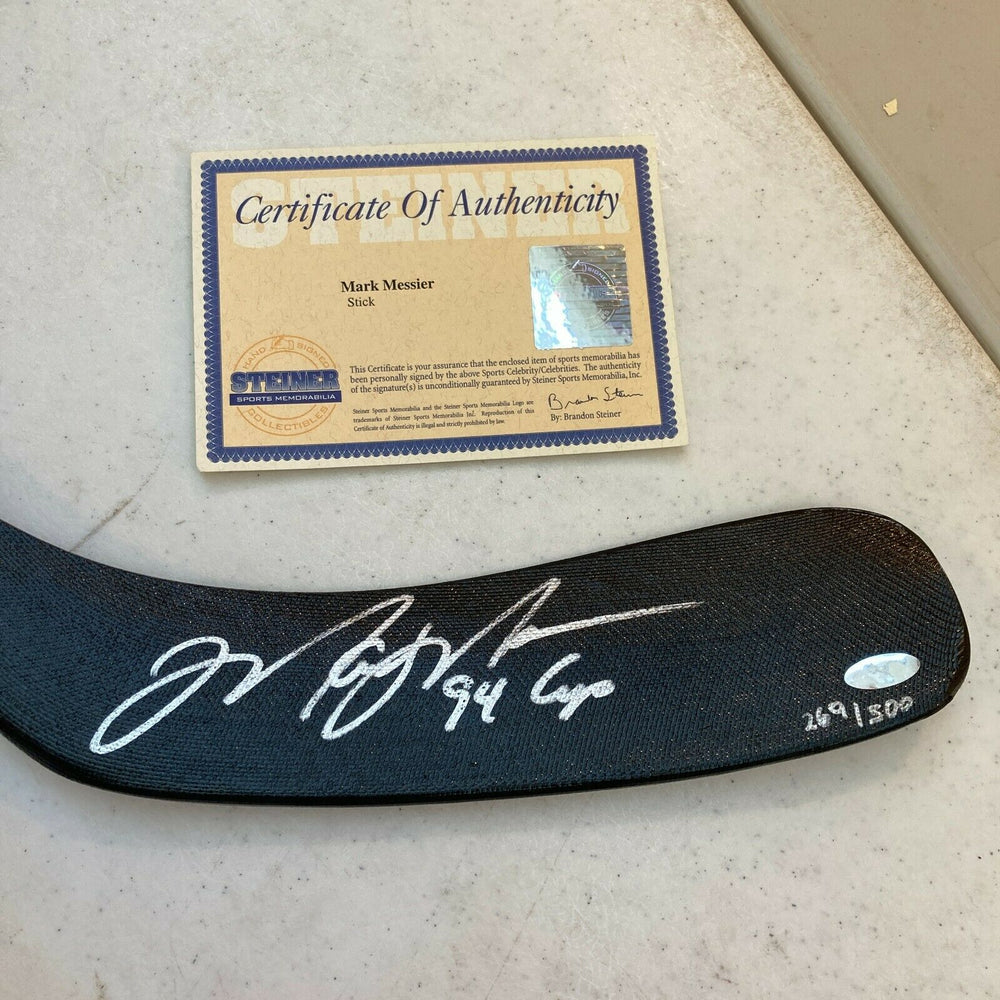 STEINER
Certificate Of Authenticity
Mark Messier
Stick
SIGNED
HAND SIGNED
STEINER
SPORTS MEMORABILIA
COLLECTIBLES
This Certificate is your assurance that the enclosed item of sports memorabilia has
been personally signed by the above Sports Celebrity/Celebrities. The authenticity
of the signature(s) is unconditionally guaranteed by Steiner Sports Memorabilia, Inc.
Steiner Sports Memorabilia and the Steiner Sports Memorabilia Logo are
trademarks of Steiner Sports Memorabilia Inc. Reproduction of this
Certificate of Authenticity is illegal and strictly prohibited by law.
Brandon Steiner
By: Brandon Steiner
94 Cup
269/500